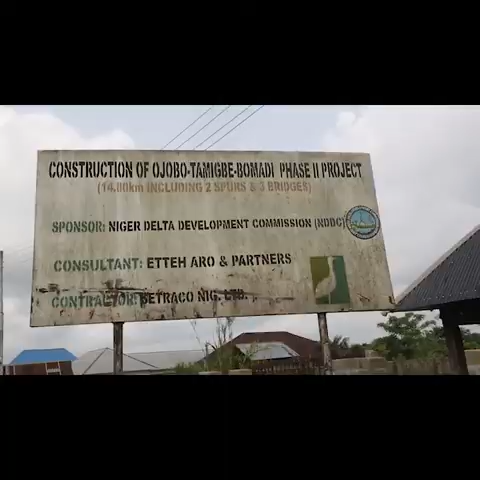 CONSTRUCTION OF OJOBO-TAMIGBE-BOMADI PHASE II PROJECT
(14.80km INCLUDING 2 SPURS & 3 BRIDGES)
SPONSOR: NIGER DELTA DEVELOPMENT COMMISSION (NDDC)
CONSULTANT: ETTEH ARO & PARTNERS
CONTRACTOR: SETRACO NIG. LTD.